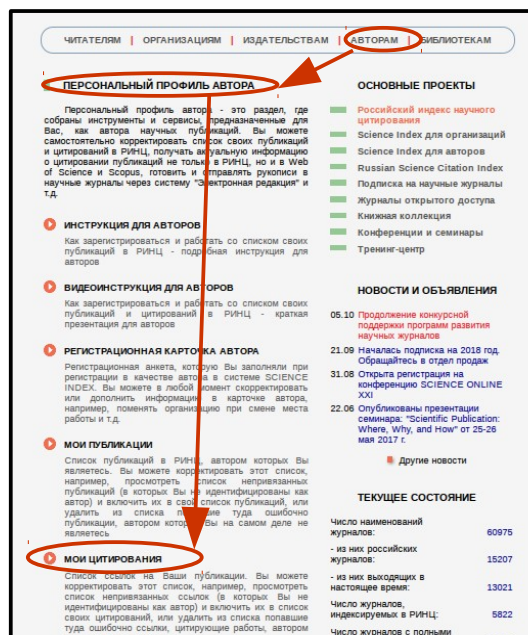 ЧИТАТЕЛЯМ | ОРГАНИЗАЦИЯМ | ИЗДАТЕЛЬСТВАМ | АВТОРАМ | БИБЛИОТЕКАМ
ПЕРСОНАЛЬНЫЙ ПРОФИЛЬ АВТОРА
Персональный профиль автора - это раздел, где
собраны инструменты и сервисы, предназначенные для
Вас, как автора научных публикаций. Вы можете
самостоятельно корректировать список своих публикаций
и цитирований в РИНЦ, получать актуальную информацию
о цитировании публикаций не только в РИНЦ, но и в Web
of Science и Scopus, готовить и отправлять рукописи в
научные журналы через систему "Электронная редакция" и
т.д.
ИНСТРУКЦИЯ ДЛЯ АВТОРОВ
Как зарегистрироваться и работать со списком своих
публикаций в РИНЦ - подробная инструкция для
авторов
ВИДЕОИНСТРУКЦИЯ ДЛЯ АВТОРОВ
Как зарегистрироваться и работать со списком своих
публикаций и цитирований в РИНЦ - краткая
презентация для авторов
РЕГИСТРАЦИОННАЯ КАРТОЧКА АВТОРА
Регистрационная анкета, которую Вы заполняли при
регистрации в качестве автора в системе SCIENCE
INDEX. Вы можете в любой момент скорректировать
или дополнить информацию в карточке автора,
например, поменять организацию при смене места
работы и т.д.
МОИ ПУБЛИКАЦИИ
Список публикаций в РИНЦ, автором которых Вы
являетесь. Вы можете корректировать этот список,
например, просмотреть список непривязанных
публикаций (в которых Вы не идентифицированы как
автор) и включить их в свой список публикаций, или
удалить из списка попавшие туда ошибочно
публикации, автором которых Вы на самом деле не
являетесь
МОИ ЦИТИРОВАНИЯ
Список ссылок на Ваши публикации. Вы можете
корректировать этот список, например, просмотреть
список непривязанных ссылок (в которых Вы не
идентифицированы как автор) и включить их в список
своих цитирований, или удалить из списка попавшие
туда ошибочно ссылки, цитирующие работы, автором
ОСНОВНЫЕ ПРОЕКТЫ
Российский индекс научного
цитирования
Science Index для организаций
Science Index для авторов
Russian Science Citation Index
Подписка на научные журналы
Журналы открытого доступа
Книжная коллекция
Конференции и семинары
Тренинг-центр
НОВОСТИ И ОБЪЯВЛЕНИЯ
05.10 Продолжение конкурсной
поддержки программ развития
научных журналов
21.09 Началась подписка на 2018 год.
Обращайтесь в отдел продаж
31.08 Открыта регистрация на
конференцию SCIENCE ONLINE
XXI
22.06 Опубликованы презентации
семинара: "Scientific Publication:
Where, Why, and How" от 25-26
мая 2017 г.
Другие новости
ТЕКУЩЕЕ СОСТОЯНИЕ
Число наименований
журналов: 60975
- из них российских
журналов: 15207
- из них выходящих в
настоящее время: 13021
Число журналов,
индексируемых в РИНЦ: 5822
Число журналов с полными